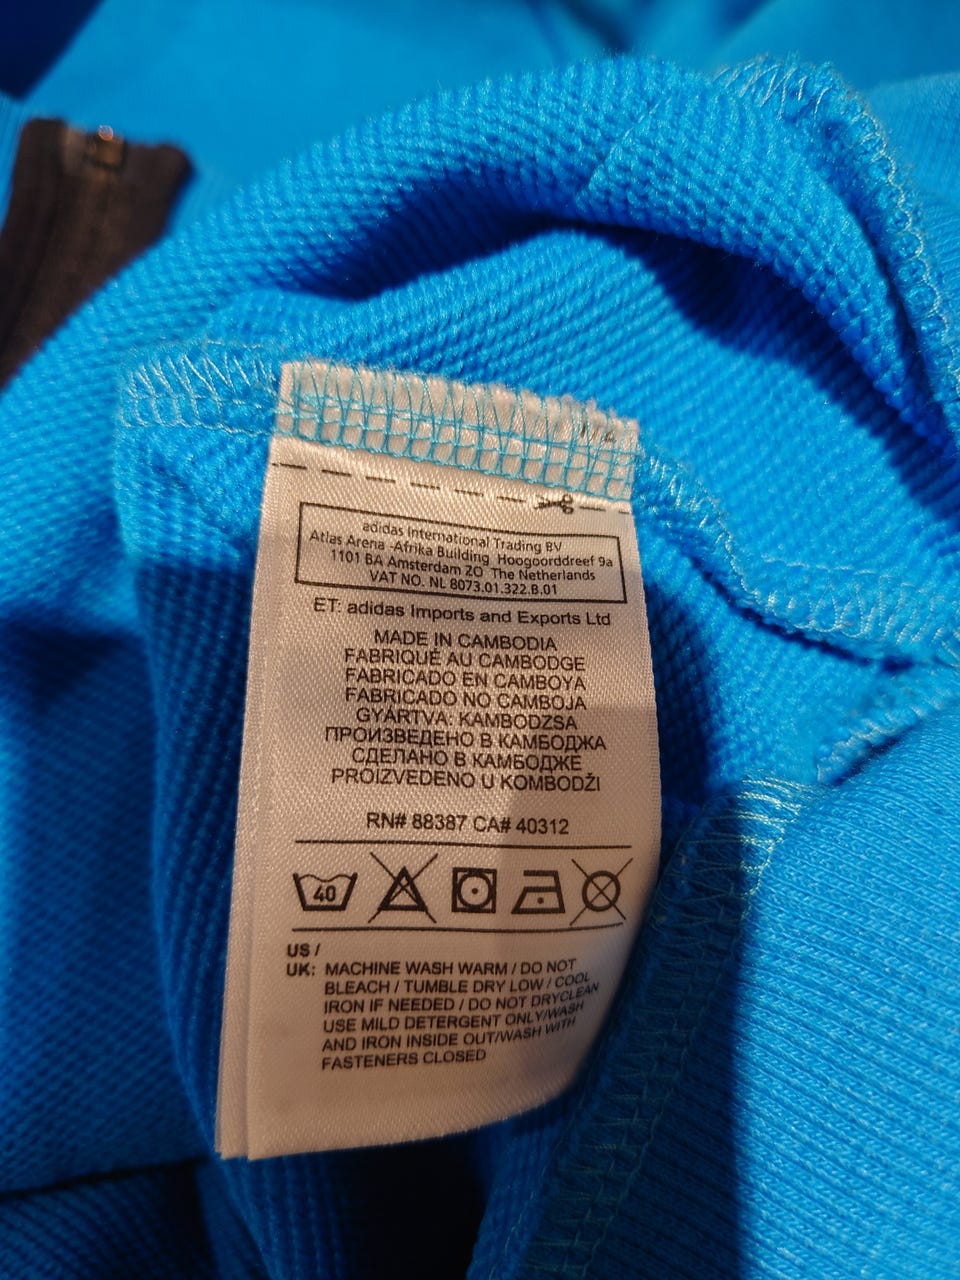 adidas International Trading BV
Atlas Arena -Afrika Building Hoogoorddreef 9a
1101 BA Amsterdam ZO The Netherlands
VAT NO. NL 8073.01.322.B.01
ET: adidas Imports and Exports Ltd
MADE IN CAMBODIA
FABRIQUÉ AU CAMBODGE
FABRICADO EN CAMBOYA
FABRICADO NO CAMBOJA
GYÁRTVA: KAMBODZSA
ПРОИЗВЕДЕНО В КАМБОДЖА
СДЕЛАНО В КАМБОДЖЕ
PROIZVEDENO U KOMBODŽI
RN# 88387 CA# 40312
40
US /
UK: MACHINE WASH WARM / DO NOT
BLEACH / TUMBLE DRY LOW / COOL
IRON IF NEEDED / DO NOT DRYCLEAN
USE MILD DETERGENT ONLY/WASH
AND IRON INSIDE OUT/WASH WITH
FASTENERS CLOSED